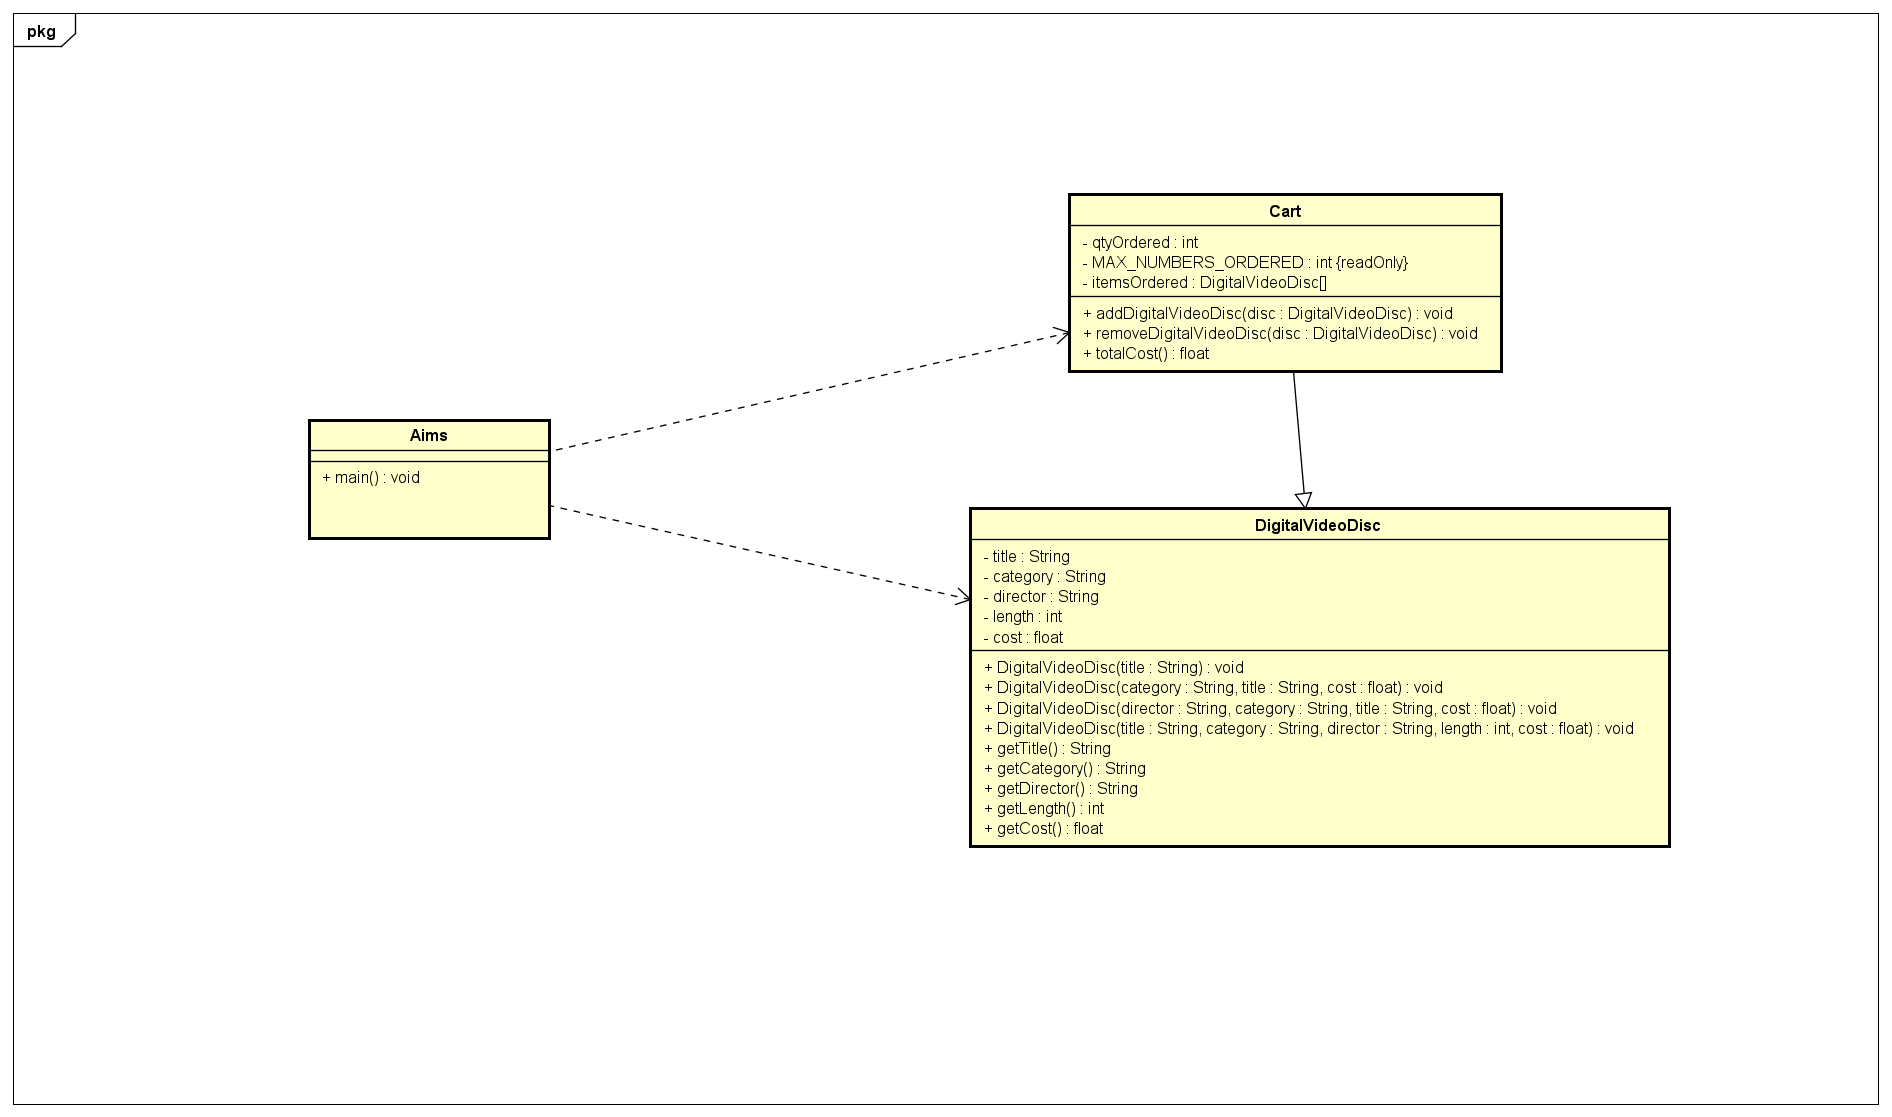 pkg
Cart
- qtyOrdered : int
- MAX_NUMBERS_ORDERED : int {readOnly}
- itemsOrdered : DigitalVideoDisc[]
+ addDigitalVideoDisc(disc : DigitalVideoDisc) : void
+ removeDigitalVideoDisc(disc : DigitalVideoDisc) : void
+ totalCost() : float
Aims
+ main() : void
DigitalVideoDisc
- title : String
- category : String
- director : String
- length : int
- cost : float
+ DigitalVideoDisc(title : String) : void
+ DigitalVideoDisc(category : String, title : String, cost : float) : void
+ DigitalVideoDisc(director : String, category : String, title : String, cost : float) : void
+ DigitalVideoDisc(title : String, category : String, director : String, length : int, cost : float) : void
+ getTitle() : String
+ getCategory() : String
+ getDirector() : String
+ getLength() : int
+ getCost() : float